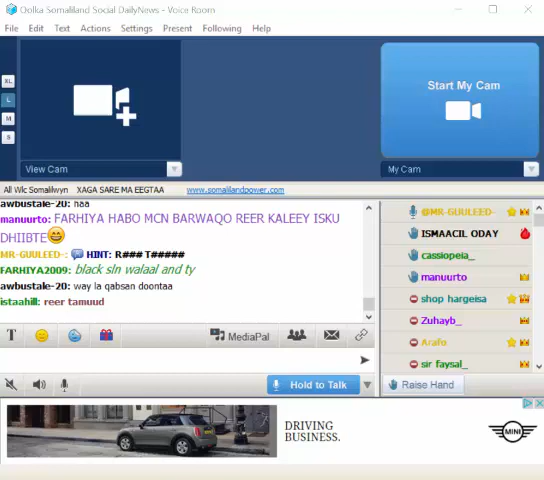 Oolka Somaliland Social DailyNews - Voice Room
File Edit Text Actions Settings Present Following Help
XL
L
M
S
View Cam
Start My Cam
My Cam
All Wlc Somalilwyn XAGA SARE MA EEGTAA www.somalilandpower.com
awbustale-20: haa
manuurto: FARHIYA HABO MCN BARWAQO REER KALEEY ISKU
DHIIBTE
MR-GUULEED-: HINT: R### T#####
FARHIYA2009: black sln walaal and ty
awbustale-20: way la qabsan doontaa
istaahill: reer tamuud
@MR-GUULEED-
ISMAACIL ODAY
cassiopeia_
manuurto
shop hargeisa
Zuhayb_
Arafo
sir faysal_
T MediaPal
Hold to Talk
Raise Hand
DRIVING
BUSINESS.
MINI